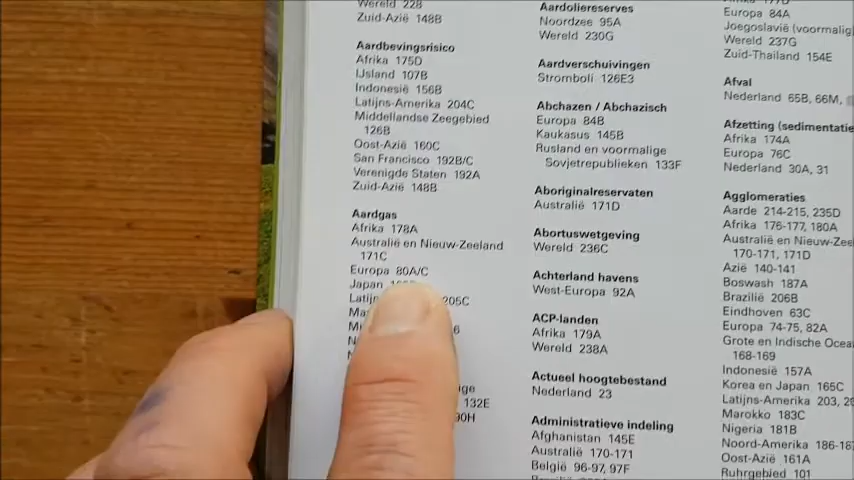 Wereld 228
Zuid-Azië 148B
Aardbevingsrisico
Afrika 175D
IJsland 107B
Indonesië 156B
Latijns-Amerika 204C
Middellandse Zeegebied
126B
Oost-Azië 160C
San Francisco 192B/C
Verenigde Staten 192A
Zuid-Azië 148B
Aardgas
Afrika 178A
Australië en Nieuw-Zeeland
171C
Europa 80A/C
Japan
205C
132E
90H
Aardoliereserves
Noordzee 95A
Wereld 230G
Aardverschuivingen
Stromboli 126E3
Abchazen / Abchazisch
Europa 84B
Kaukasus 145B
Rusland en voormalige
Sovjetrepublieken 133F
Aboriginalreservaten
Australië 171D
Abortuswetgeving
Wereld 236C
Achterland havens
West-Europa 92A
ACP-landen
Afrika 179A
Wereld 238A
Actueel hoogtebestand
Nederland 23
Administratieve indeling
Afghanistan 145E
Australië 170-171
België 96-97, 97F
Europa 84A
Joegoslavië (voormalig
Wereld 237G
Zuid-Thailand 154E
Afval
Nederland 65B, 66M,
Afzetting (sedimentatie
Afrika 174A
Europa 76C
Nederland 30A, 31
Agglomeraties
Aarde 214-215, 235D
Afrika 176-177, 180A
Australië en Nieuw-Zee
170-171, 171D
Azië 140-141
Boswash 187A
Brazilië 206B
Eindhoven 63C
Europa 74-75, 82A
Grote en Indische Ocea
168-169
Indonesië 157A
Korea en Japan 165C
Latijns-Amerika 203, 2
Marokko 183C
Nigeria 181B
Noord-Amerika 186-18
Oost-Azië 161A
Ruhrgebied 101